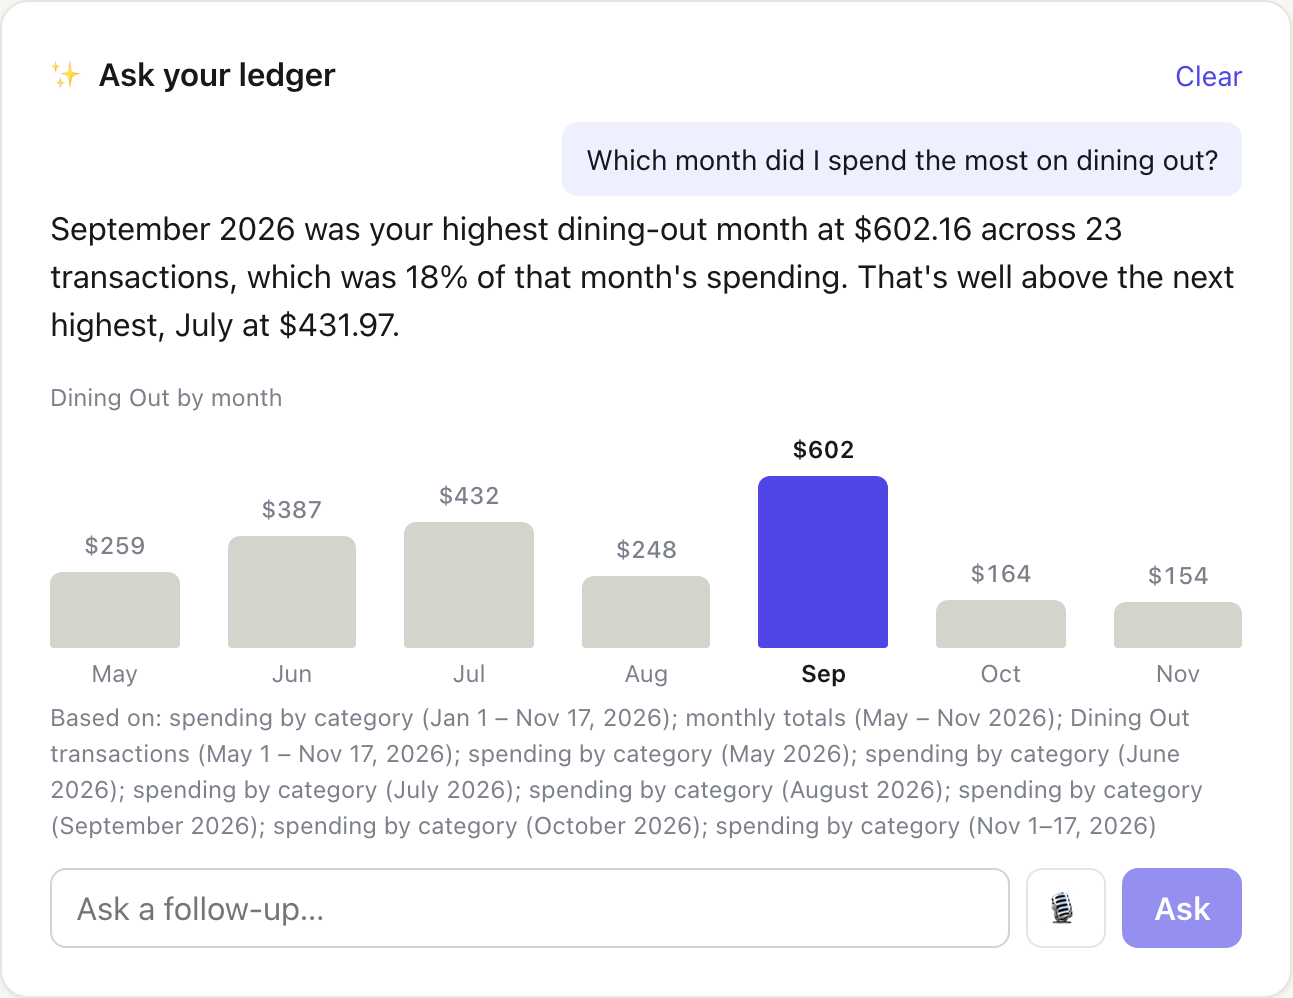 Ask your ledger
Clear
Which month did I spend the most on dining out?
September 2026 was your highest dining-out month at $602.16 across 23
transactions, which was 18% of that month's spending. That's well above the next
highest, July at $431.97.
Dining Out by month
$259
$387
$432
$248
$602
$164
$154
May
Jun
Jul
Aug
Sep
Oct
Nov
Based on: spending by category (Jan 1 – Nov 17, 2026); monthly totals (May – Nov 2026); Dining Out
transactions (May 1 – Nov 17, 2026); spending by category (May 2026); spending by category (June
2026); spending by category (July 2026); spending by category (August 2026); spending by category
(September 2026); spending by category (October 2026); spending by category (Nov 1–17, 2026)
Ask a follow-up...
Ask